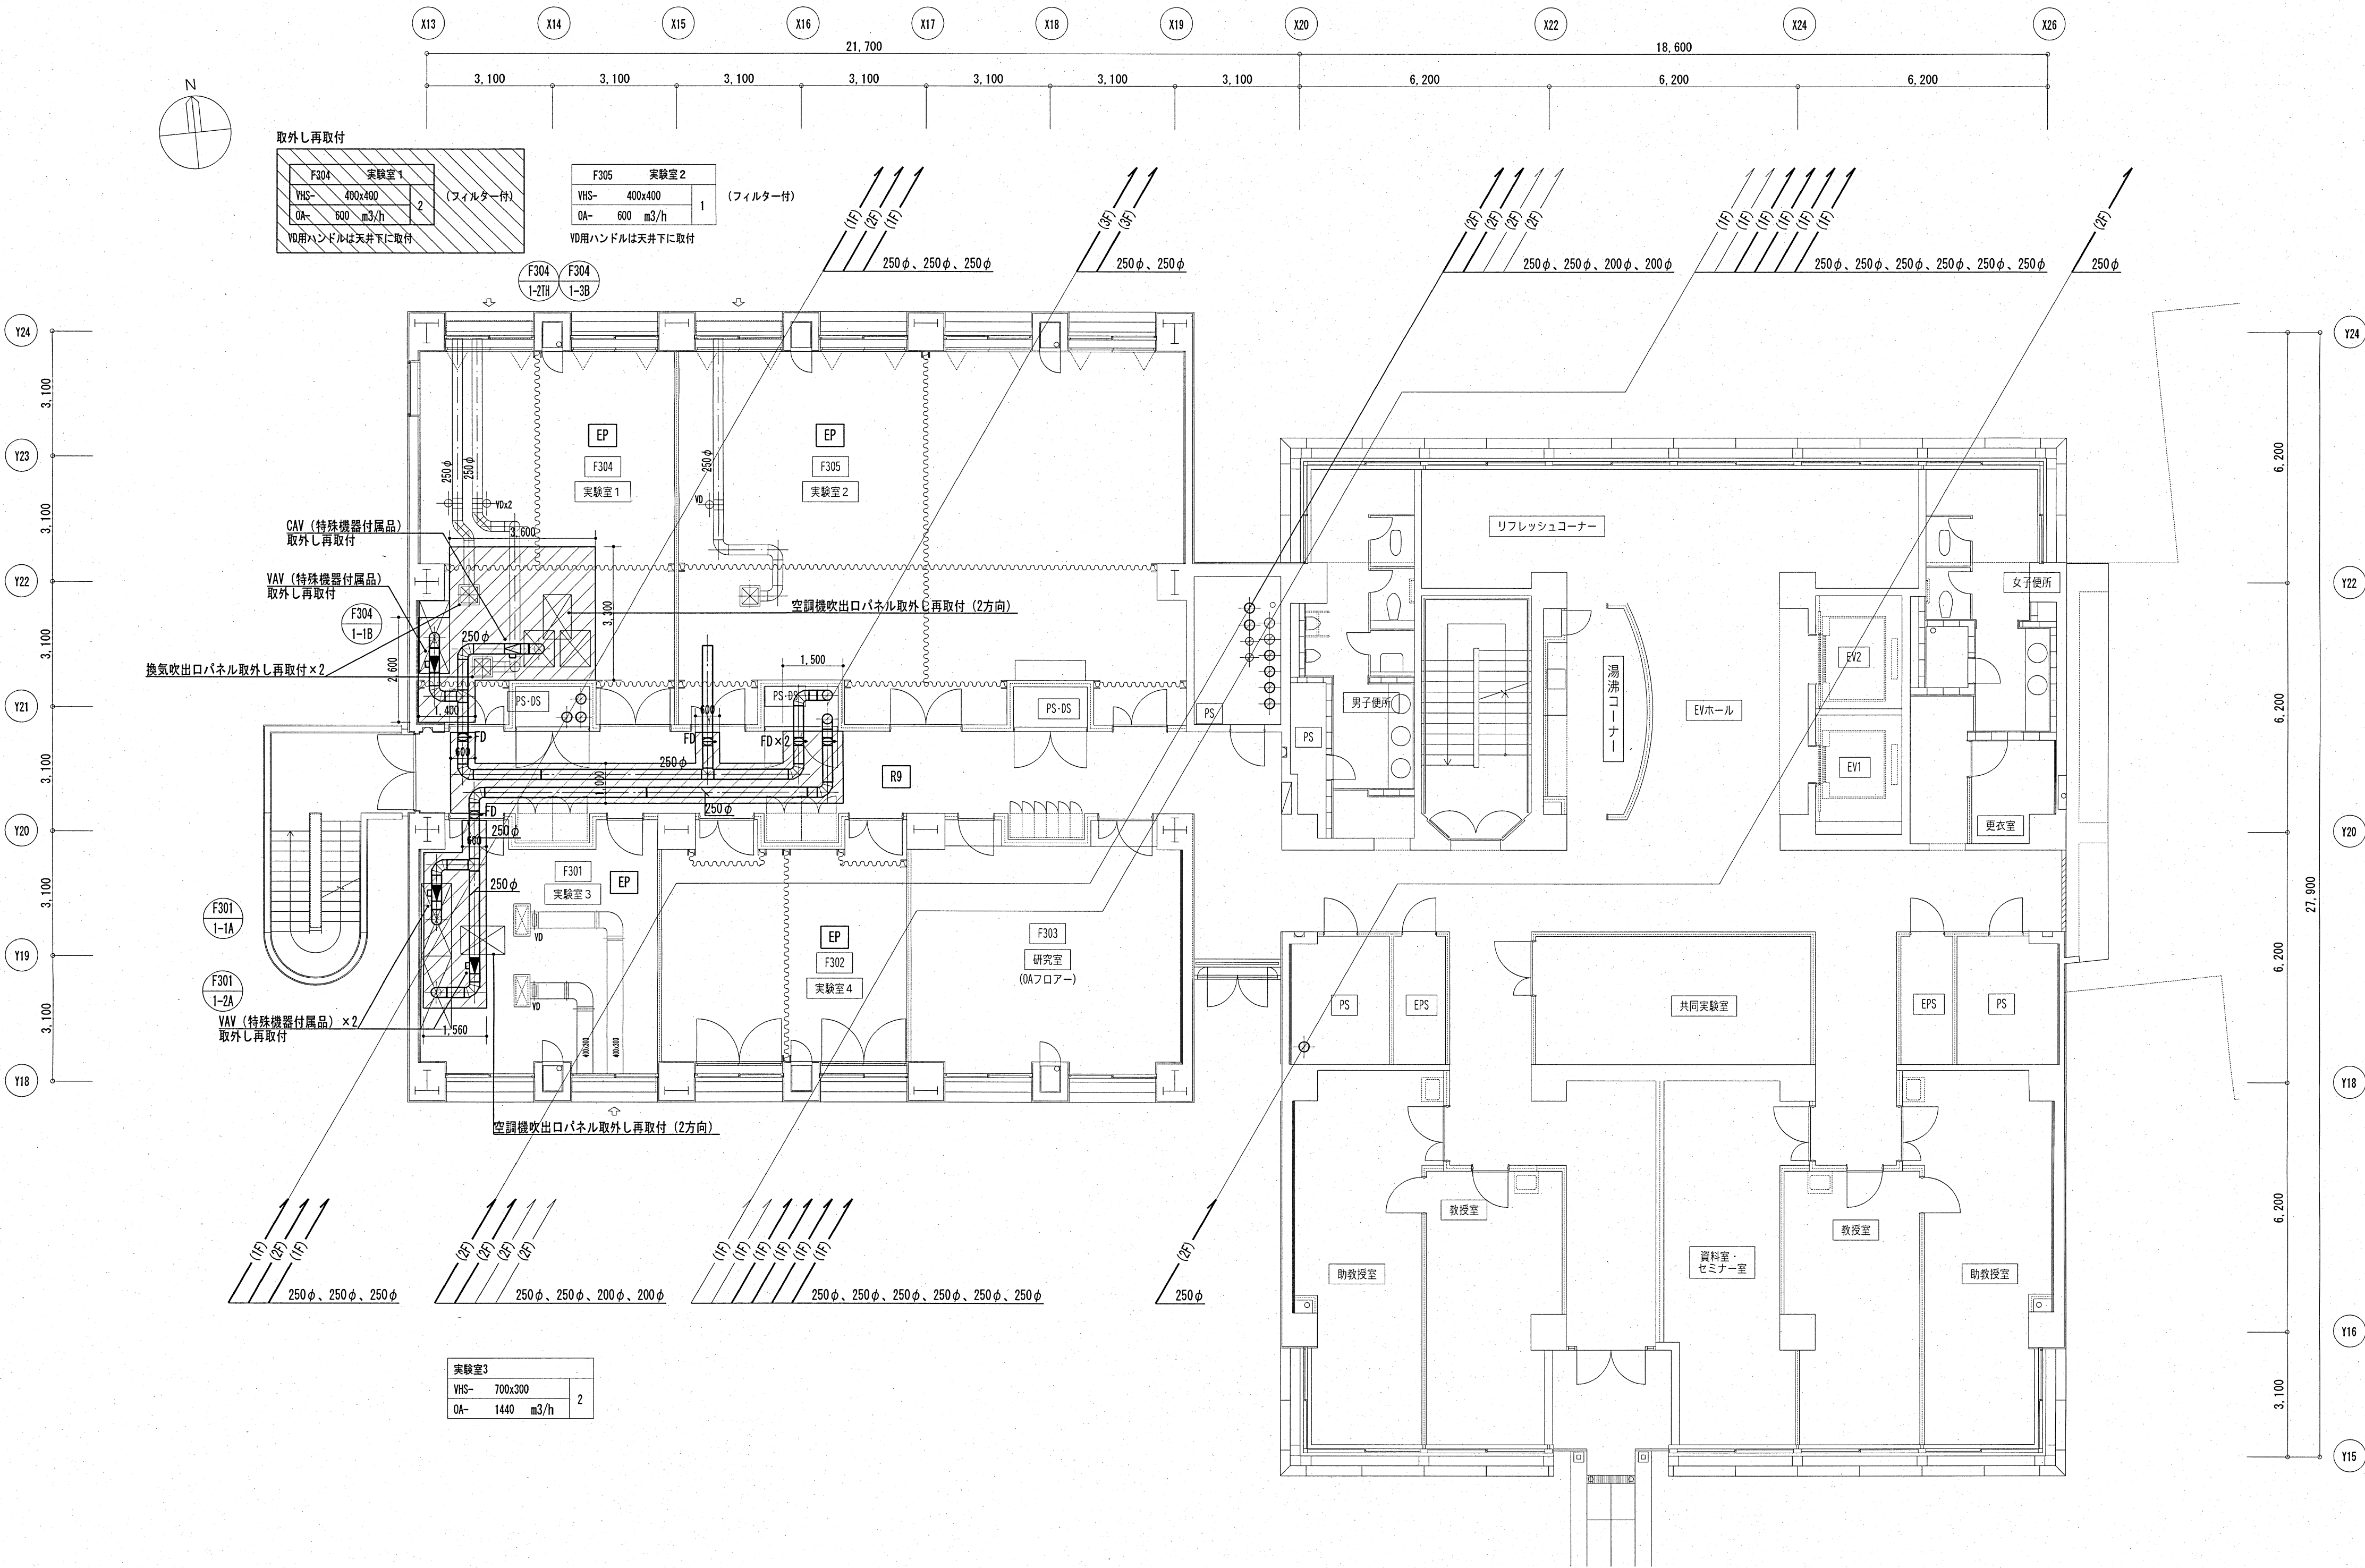 X13 X14 X15 X16 X17 X18 X19 X20 X22 X24 X26
21,700 18,600
3,100 3,100 3,100 3,100 3,100 3,100 3,100 6,200 6,200 6,200
N
取外し再取付
F304 実験室1
VHS- 400x400
2
(フィルター付)
OA- 600 m3/h
VD用ハンドルは天井下に取付
F305 実験室2
VHS- 400x400
1
(フィルター付)
OA- 600 m3/h
VD用ハンドルは天井下に取付
(1F) (2F) (1F)
250φ、250φ、250φ
(3F) (3F)
250φ、250φ
(2F) (2F) (2F) (2F)
250φ、250φ、200φ、200φ
(1F) (1F) (1F) (1F) (1F) (1F)
250φ、250φ、250φ、250φ、250φ、250φ
(2F)
250φ
F304
1-2TH
F304
1-3B
Y24
Y23
Y22
Y21
Y20
Y19
Y18
3,100
3,100
3,100
3,100
3,100
3,100
EP
F304
実験室1
EP
F305
実験室2
250φ
250φ
VDx2
250φ
VD
3,600
3,300
CAV (特殊機器付属品)
取外し再取付
VAV (特殊機器付属品)
取外し再取付
F304
1-1B
換気吹出口パネル取外し再取付×2
空調機吹出口パネル取外し再取付 (2方向)
250φ
2,600
1,400
1,500
600
600
PS·DS
PS·DS
PS·DS
PS
FD
FD
FD×2
250φ
1,000
250φ
R9
FD
250φ
600
F301
実験室3
EP
250φ
VD
VD
400x300
400x300
F301
1-1A
F301
1-2A
VAV (特殊機器付属品) ×2
取外し再取付
1,560
空調機吹出口パネル取外し再取付 (2方向)
EP
F302
実験室4
F303
研究室
(OAフロアー)
リフレッシュコーナー
女子便所
男子便所
PS
湯沸コーナー
EVホール
EV2
EV1
更衣室
PS
EPS
共同実験室
EPS
PS
教授室
助教授室
資料室・
セミナー室
教授室
助教授室
Y24
Y22
Y20
Y18
Y16
Y15
6,200
6,200
6,200
6,200
3,100
27,900
(1F) (2F) (1F)
250φ、250φ、250φ
(2F) (2F) (2F) (2F)
250φ、250φ、200φ、200φ
(1F) (1F) (1F) (1F) (1F) (1F)
250φ、250φ、250φ、250φ、250φ、250φ
(2F)
250φ
実験室3
VHS- 700x300
2
OA- 1440 m3/h